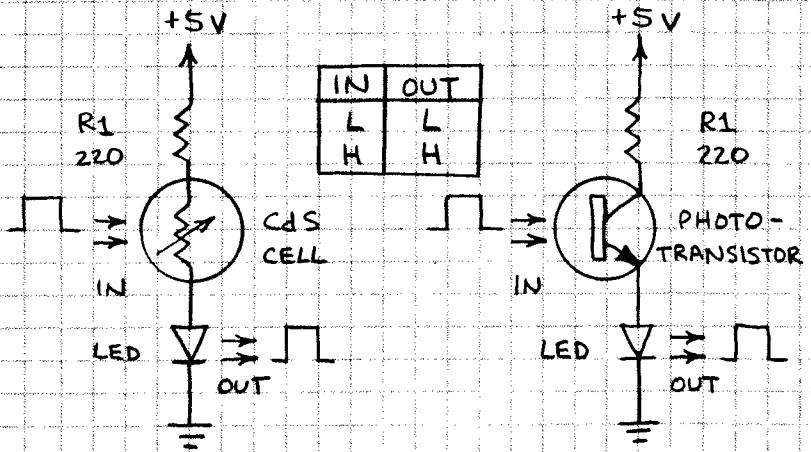 +5V
R1
220
CdS
CELL
IN
LED
OUT
IN OUT
L L
H H
+5V
R1
220
PHOTO-
TRANSISTOR
IN
LED
OUT